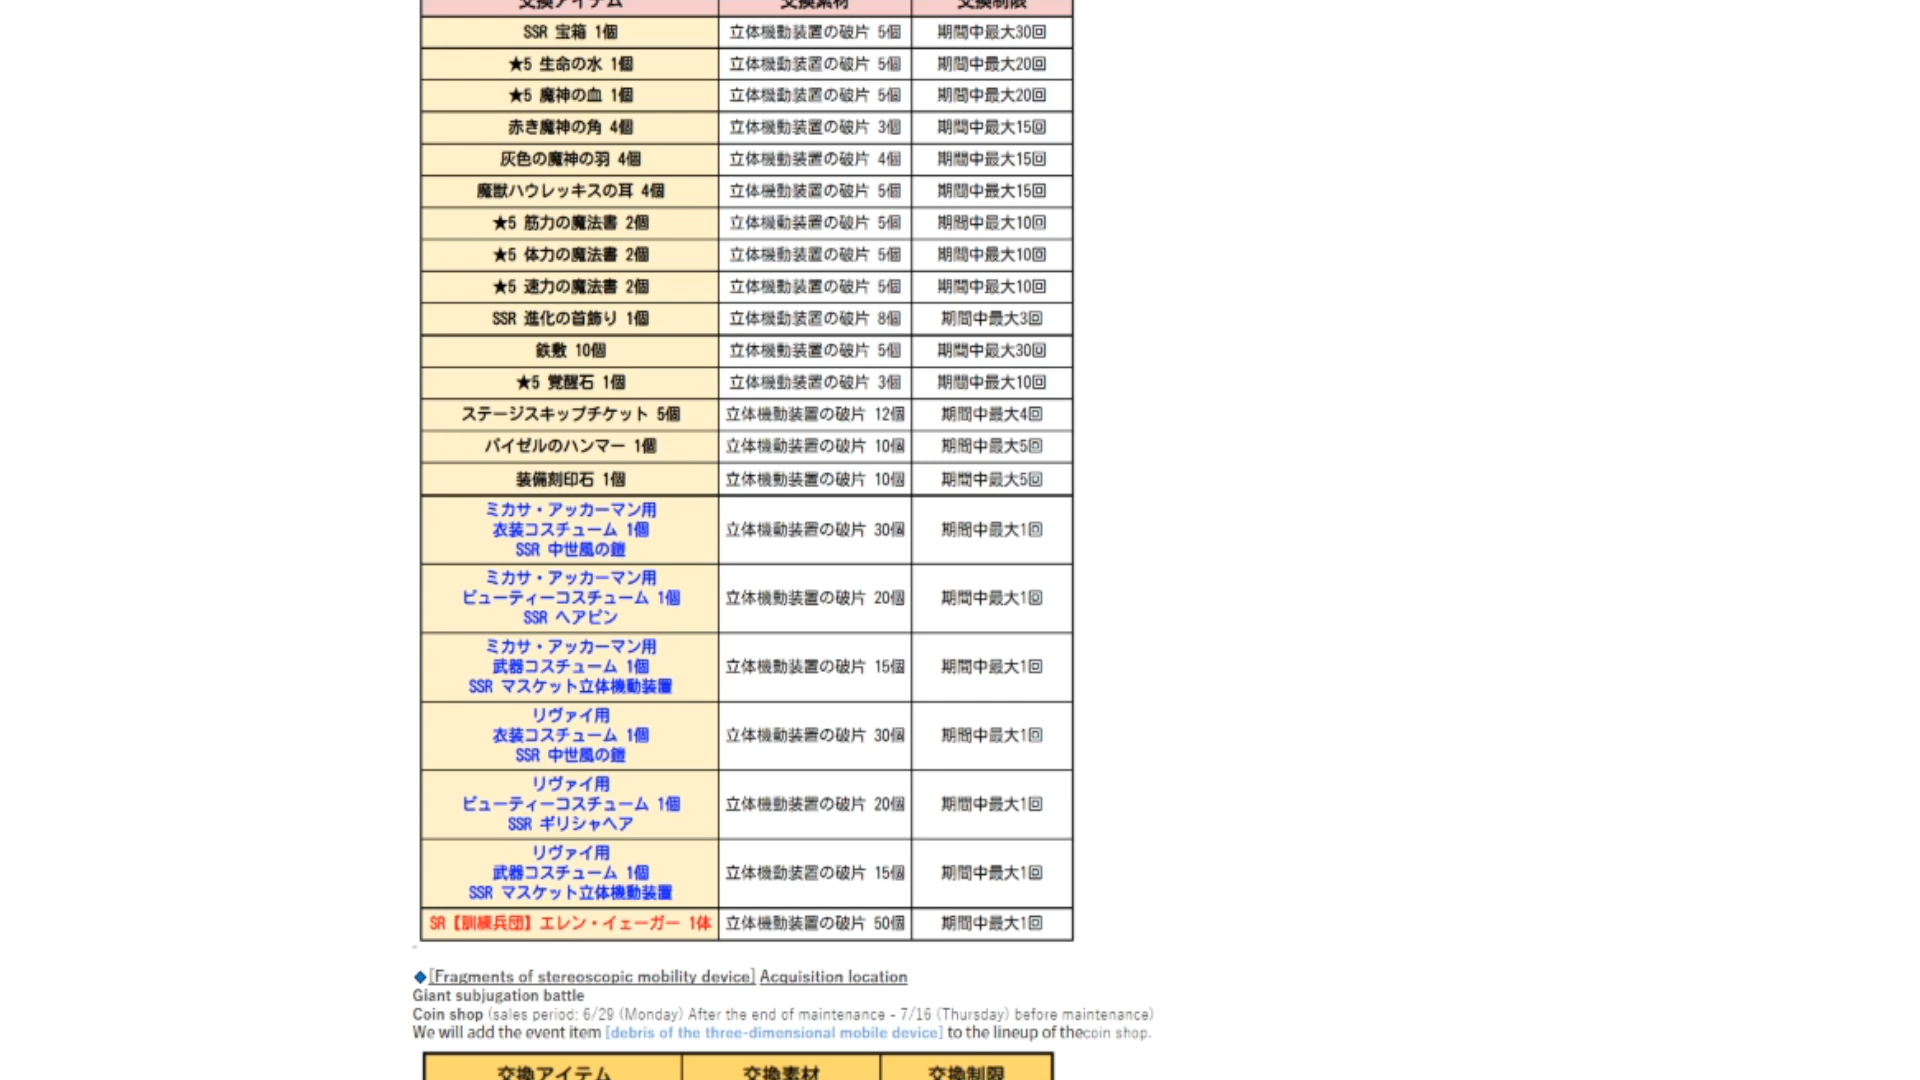 交換アイテム 交換素材 交換制限
SSR 宝箱 1個 立体機動装置の破片 5個 期間中最大30回
★5 生命の水 1個 立体機動装置の破片 5個 期間中最大20回
★5 魔神の血 1個 立体機動装置の破片 5個 期間中最大20回
赤き魔神の角 4個 立体機動装置の破片 3個 期間中最大15回
灰色の魔神の羽 4個 立体機動装置の破片 4個 期間中最大15回
魔獣ハウレッキスの耳 4個 立体機動装置の破片 5個 期間中最大15回
★5 筋力の魔法書 2個 立体機動装置の破片 5個 期間中最大10回
★5 体力の魔法書 2個 立体機動装置の破片 5個 期間中最大10回
★5 速力の魔法書 2個 立体機動装置の破片 5個 期間中最大10回
SSR 進化の首飾り 1個 立体機動装置の破片 8個 期間中最大3回
鉄敷 10個 立体機動装置の破片 5個 期間中最大30回
★5 覚醒石 1個 立体機動装置の破片 3個 期間中最大10回
ステージスキップチケット 5個 立体機動装置の破片 12個 期間中最大4回
バイゼルのハンマー 1個 立体機動装置の破片 10個 期間中最大5回
装備刻印石 1個 立体機動装置の破片 10個 期間中最大5回
ミカサ・アッカーマン用
衣装コスチューム 1個 立体機動装置の破片 30個 期間中最大1回
SSR 中世風の鎧
ミカサ・アッカーマン用
ビューティーコスチューム 1個 立体機動装置の破片 20個 期間中最大1回
SSR ヘアピン
ミカサ・アッカーマン用
武器コスチューム 1個 立体機動装置の破片 15個 期間中最大1回
SSR マスケット立体機動装置
リヴァイ用
衣装コスチューム 1個 立体機動装置の破片 30個 期間中最大1回
SSR 中世風の鎧
リヴァイ用
ビューティーコスチューム 1個 立体機動装置の破片 20個 期間中最大1回
SSR ギリシャヘア
リヴァイ用
武器コスチューム 1個 立体機動装置の破片 15個 期間中最大1回
SSR マスケット立体機動装置
SR【訓練兵団】エレン・イェーガー 1体 立体機動装置の破片 50個 期間中最大1回
◆[Fragments of stereoscopic mobility device] Acquisition location
Giant subjugation battle
Coin shop (sales period: 6/29 (Monday) After the end of maintenance - 7/16 (Thursday) before maintenance)
We will add the event item [debris of the three-dimensional mobile device] to the lineup of thecoin shop.
交換アイテム 交換素材 交換制限